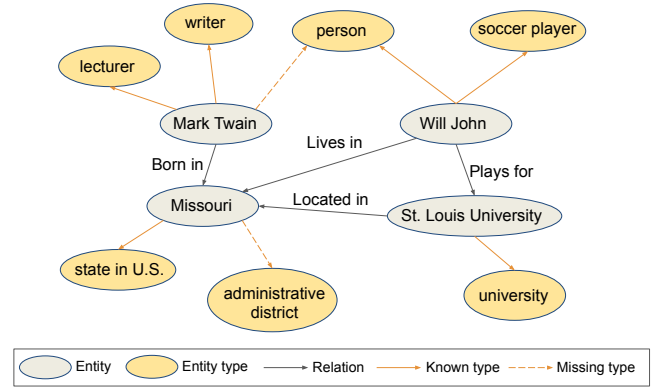 writer
person
soccer player
lecturer
Mark Twain
Will John
Lives in
Born in
Plays for
Missouri
Located in
St. Louis University
state in U.S.
administrative
district
university
Entity
Entity type
Relation
Known type
Missing type